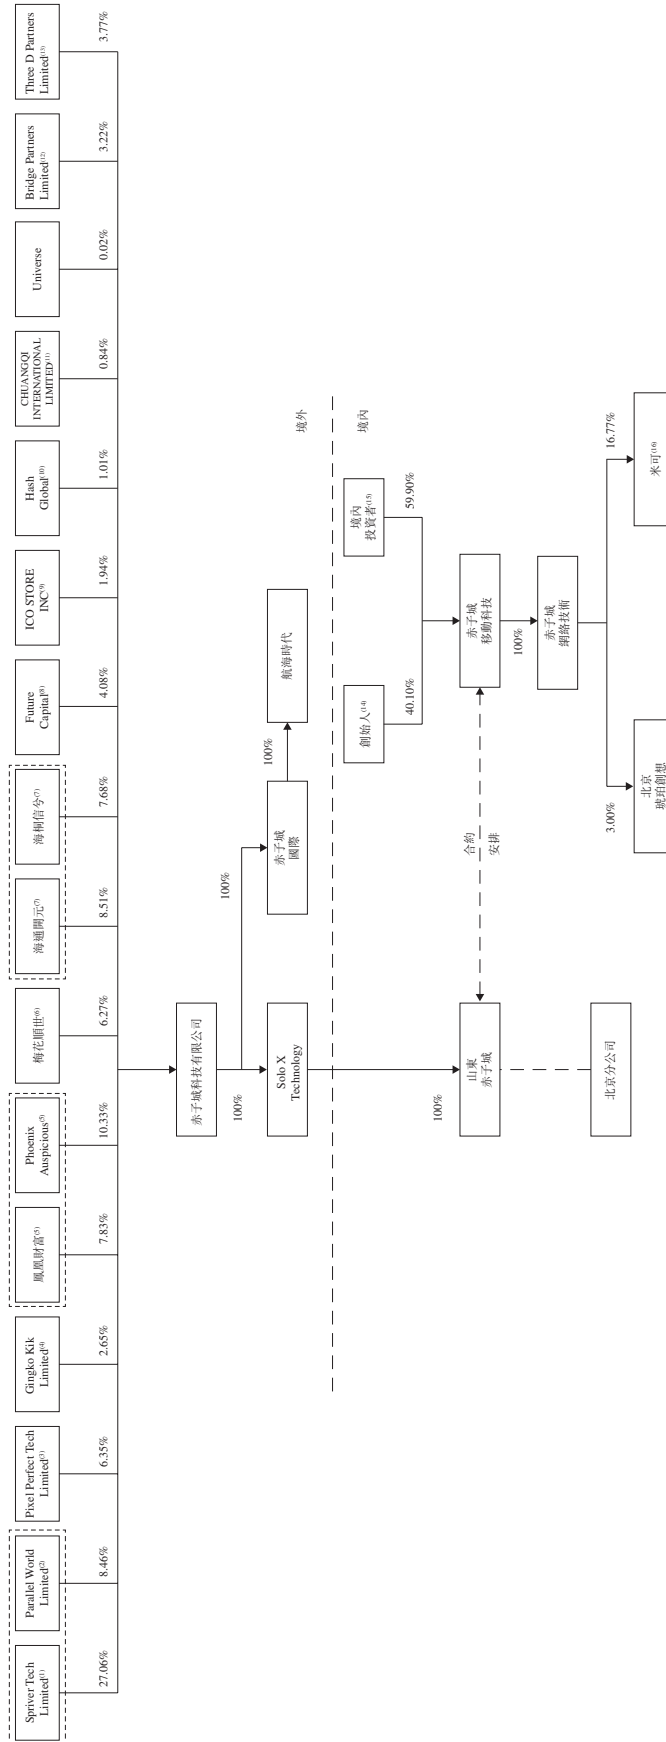 Spriver Tech
Limited(1)
27.06%
Parallel World
Limited(2)
8.46%
Pixel Perfect Tech
Limited(3)
6.35%
Gingko Kik
Limited(4)
2.65%
鳳凰財富(5)
7.83%
Phoenix
Auspicious(5)
10.33%
梅花順世(6)
6.27%
海通開元(7)
8.51%
海桐信兮(7)
7.68%
Future
Capital(8)
4.08%
ICO STORE
INC(9)
1.94%
Hash
Global(10)
1.01%
CHUANGQI
INTERNATIONAL
LIMITED(11)
0.84%
Universe
0.02%
Bridge Partners
Limited(12)
3.22%
Three D Partners
Limited(13)
3.77%
赤子城科技有限公司
100%
100%
Solo X
Technology
赤子城
國際
100%
航海時代
境外
境內
創始人(14)
境內
投資者(15)
40.10%
59.90%
100%
山東
赤子城
合約
安排
赤子城
移動科技
100%
赤子城
網絡技術
北京分公司
3.00%
16.77%
北京
琥珀創想
米可(16)